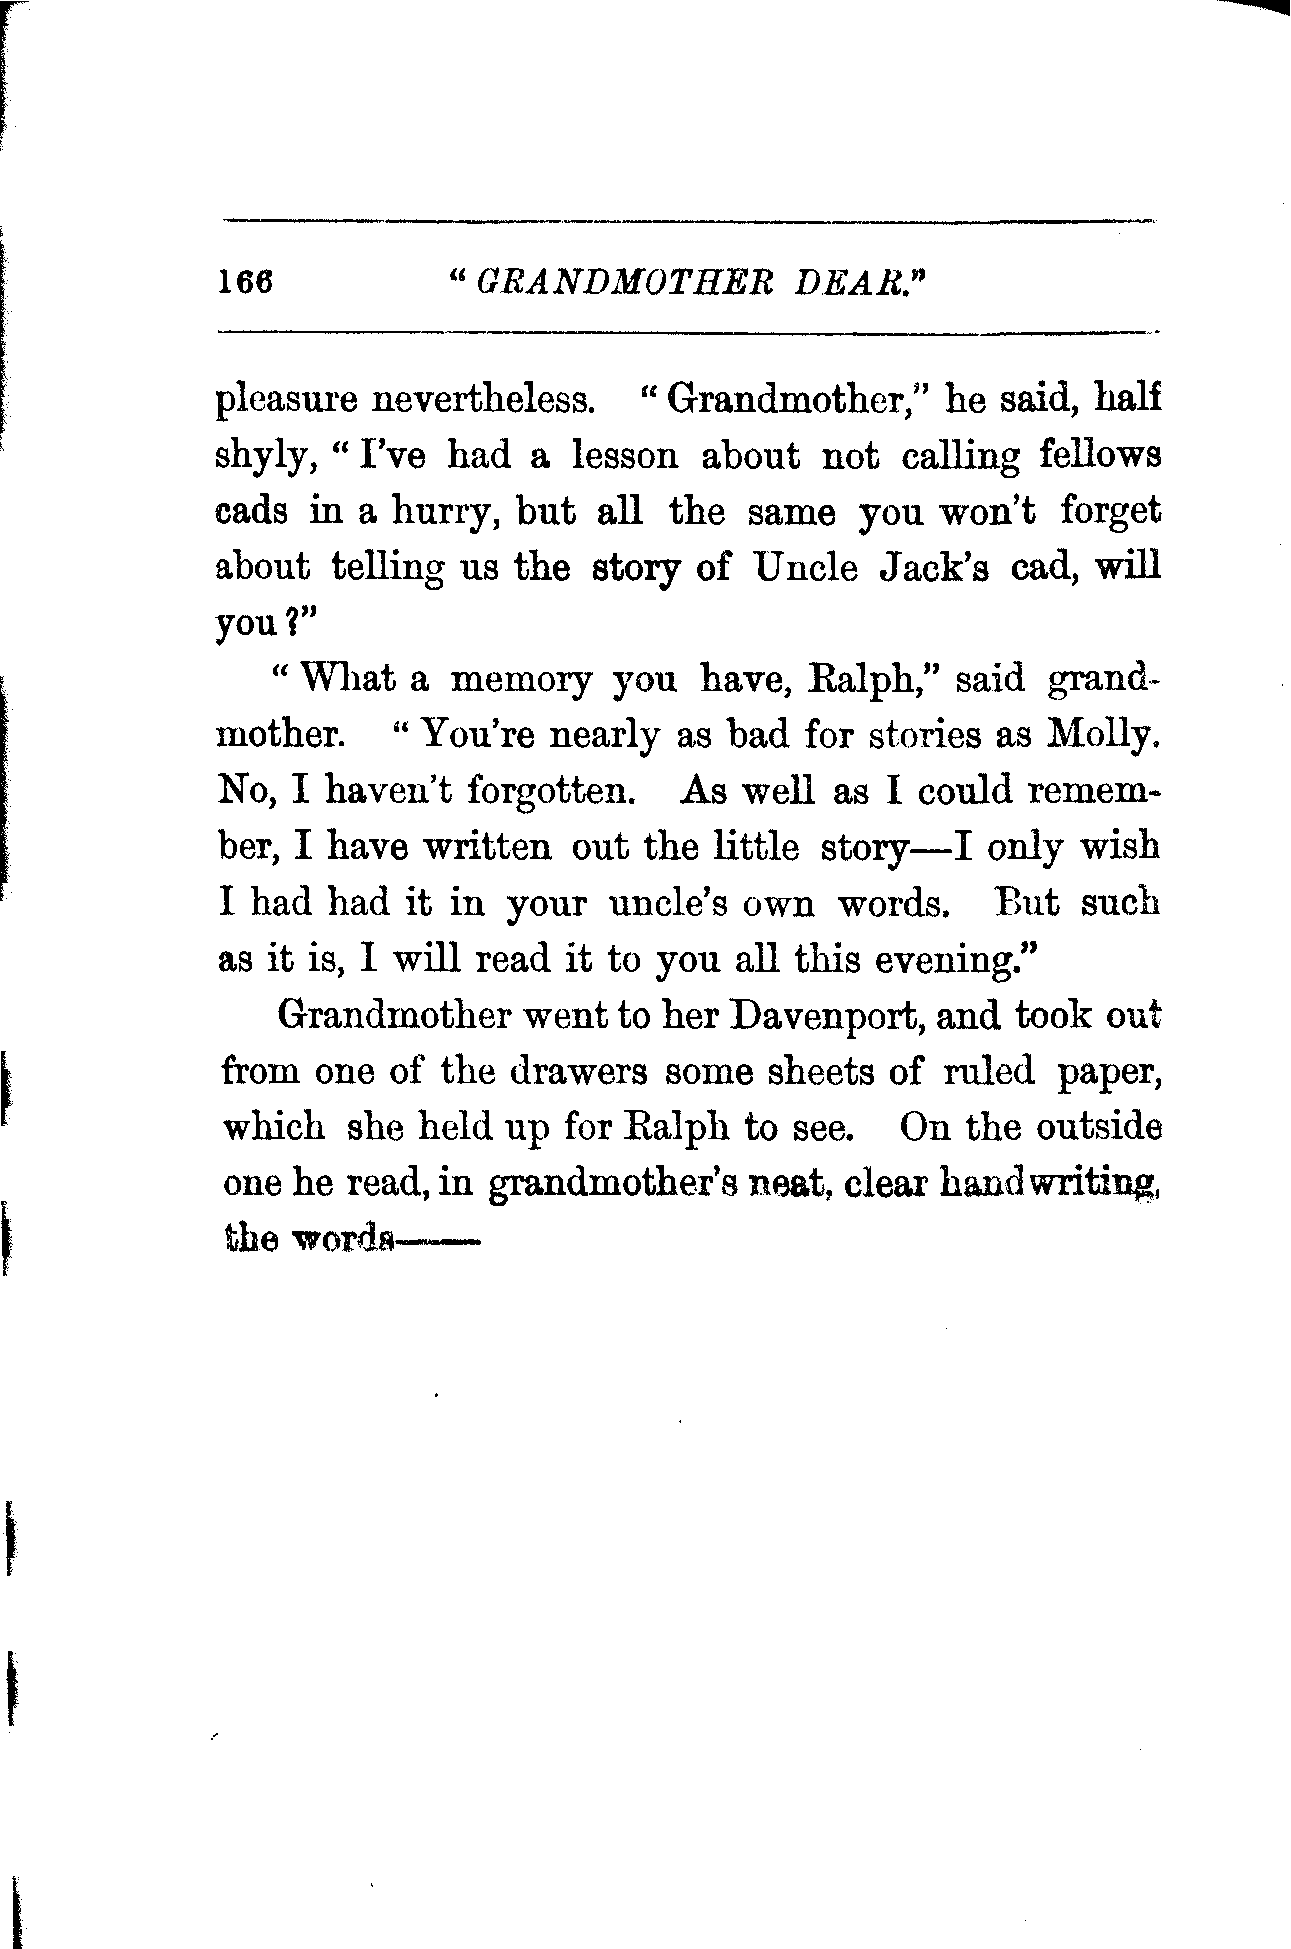 166 “GRANDMOTHER DEAR.”
pleasure nevertheless. “Grandmother,” he said, half
shyly, “I’ve had a lesson about not calling fellows
cads in a hurry, but all the same you won’t forget
about telling us the story of Uncle Jack’s cad, will
you?”
“What a memory you have, Ralph,” said grand-
mother. “You’re nearly as bad for stories as Molly.
No, I haven’t forgotten. As well as I could remem-
ber, I have written out the little story—I only wish
I had had it in your uncle’s own words. But such
as it is, I will read it to you all this evening.”
Grandmother went to her Davenport, and took out
from one of the drawers some sheets of ruled paper,
which she held up for Ralph to see. On the outside
one he read, in grandmother’s neat, clear handwriting,
the words——